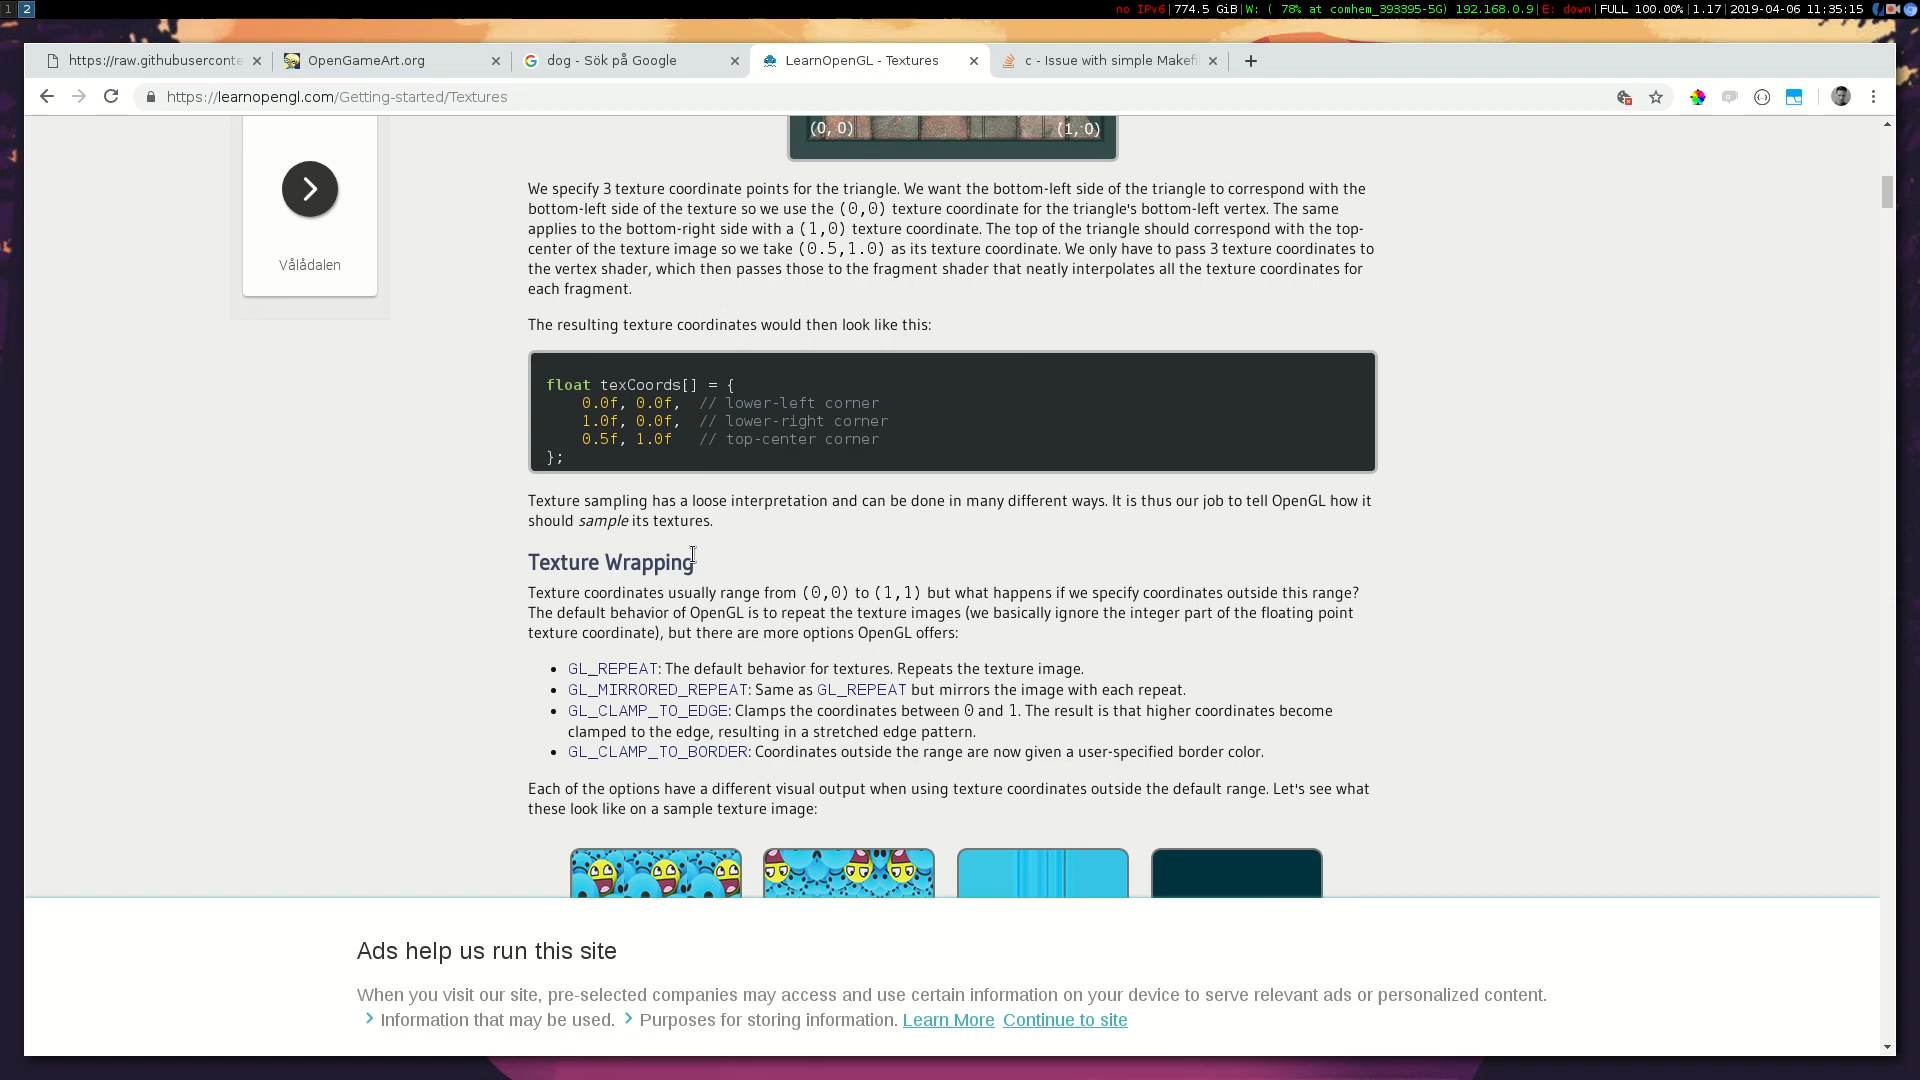 1 2 no IPv6|774.5 GiB|W: ( 78% at comhem_393395-5G) 192.168.0.9|E: down|FULL 100.00%|1.17|2019-04-06 11:35:15
https://raw.githubuserconte OpenGameArt.org dog - Sök på Google LearnOpenGL - Textures c - Issue with simple Makefi
https://learnopengl.com/Getting-started/Textures
(0, 0) (1, 0)
We specify 3 texture coordinate points for the triangle. We want the bottom-left side of the triangle to correspond with the
bottom-left side of the texture so we use the (0,0) texture coordinate for the triangle's bottom-left vertex. The same
applies to the bottom-right side with a (1,0) texture coordinate. The top of the triangle should correspond with the top-
center of the texture image so we take (0.5,1.0) as its texture coordinate. We only have to pass 3 texture coordinates to
the vertex shader, which then passes those to the fragment shader that neatly interpolates all the texture coordinates for
each fragment.
Vålådalen
The resulting texture coordinates would then look like this:
float texCoords[] = {
0.0f, 0.0f, // lower-left corner
1.0f, 0.0f, // lower-right corner
0.5f, 1.0f // top-center corner
};
Texture sampling has a loose interpretation and can be done in many different ways. It is thus our job to tell OpenGL how it
should sample its textures.
Texture Wrapping
Texture coordinates usually range from (0,0) to (1,1) but what happens if we specify coordinates outside this range?
The default behavior of OpenGL is to repeat the texture images (we basically ignore the integer part of the floating point
texture coordinate), but there are more options OpenGL offers:
• GL_REPEAT: The default behavior for textures. Repeats the texture image.
• GL_MIRRORED_REPEAT: Same as GL_REPEAT but mirrors the image with each repeat.
• GL_CLAMP_TO_EDGE: Clamps the coordinates between 0 and 1. The result is that higher coordinates become
clamped to the edge, resulting in a stretched edge pattern.
• GL_CLAMP_TO_BORDER: Coordinates outside the range are now given a user-specified border color.
Each of the options have a different visual output when using texture coordinates outside the default range. Let's see what
these look like on a sample texture image:
Ads help us run this site
When you visit our site, pre-selected companies may access and use certain information on your device to serve relevant ads or personalized content.
Information that may be used. Purposes for storing information. Learn More Continue to site